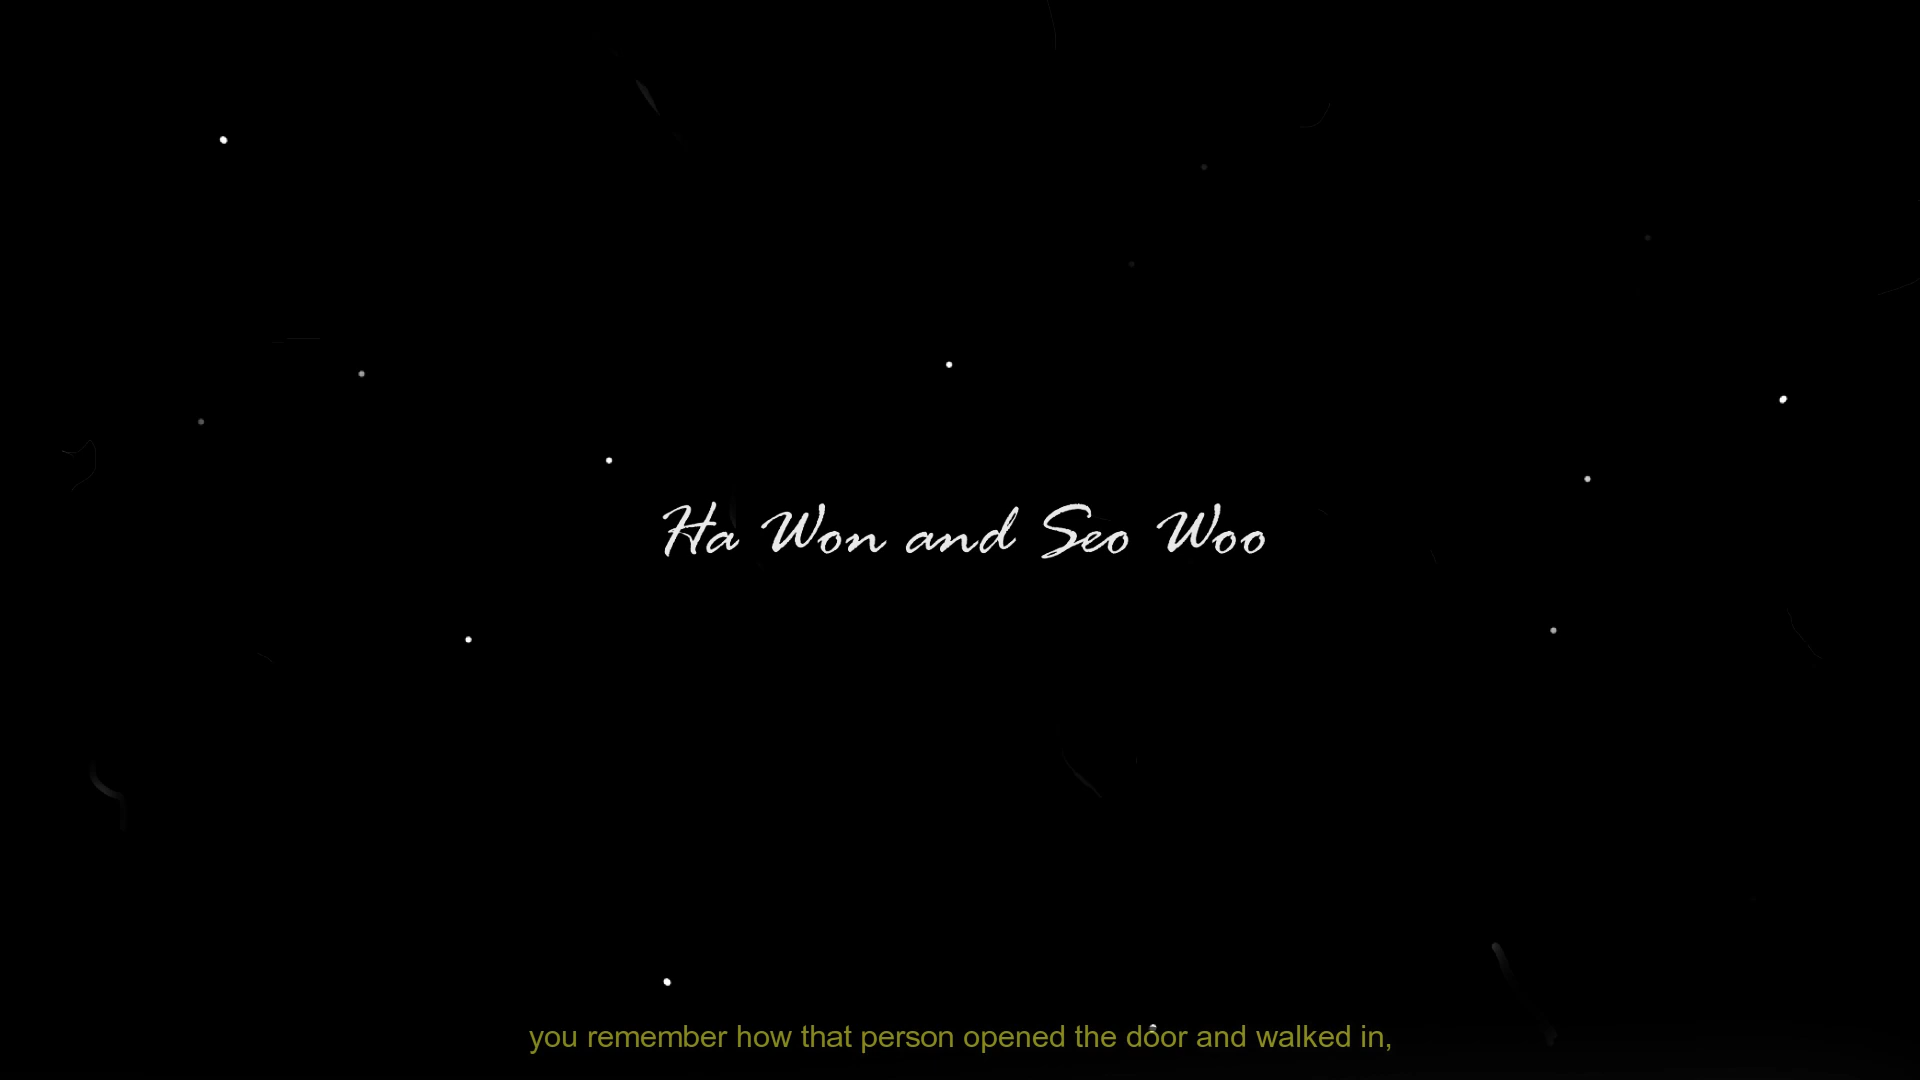 Ha Won and Seo Woo
you remember how that person opened the door and walked in,